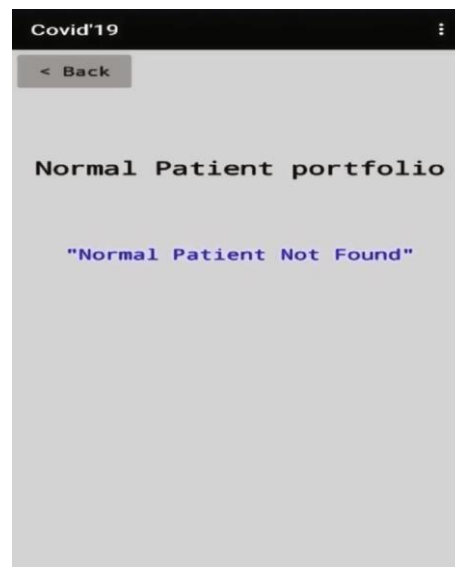 Covid'19
< Back
Normal Patient portfolio
"Normal Patient Not Found"